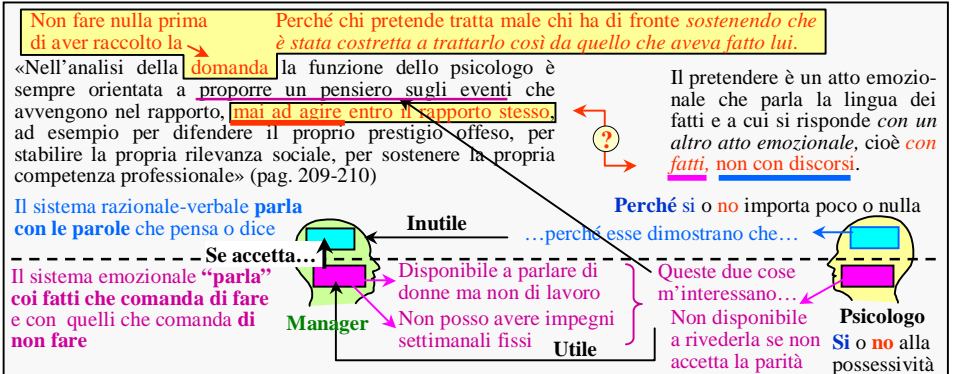 Non fare nulla prima
di aver raccolto la
Perché chi pretende tratta male chi ha di fronte sostenendo che
è stata costretta a trattarlo così da quello che aveva fatto lui.
«Nell'analisi della domanda la funzione dello psicologo è
sempre orientata a proporre un pensiero sugli eventi che
avvengono nel rapporto, mai ad agire entro il rapporto stesso,
ad esempio per difendere il proprio prestigio offeso, per
stabilire la propria rilevanza sociale, per sostenere la propria
competenza professionale» (pag. 209-210)
?
Il pretendere è un atto emozio-
nale che parla la lingua dei
fatti e a cui si risponde con un
altro atto emozionale, cioè con
fatti, non con discorsi.
Il sistema razionale-verbale parla
con le parole che pensa o dice
Perché si o no importa poco o nulla
Inutile
…perché esse dimostrano che…
Se accetta…
Il sistema emozionale “parla”
coi fatti che comanda di fare
e con quelli che comanda di
non fare
Manager
Disponibile a parlare di
donne ma non di lavoro
Non posso avere impegni
settimanali fissi
Utile
Queste due cose
m'interessano…
Non disponibile
a rivederla se non
accetta la parità
Psicologo
Si o no alla
possessività